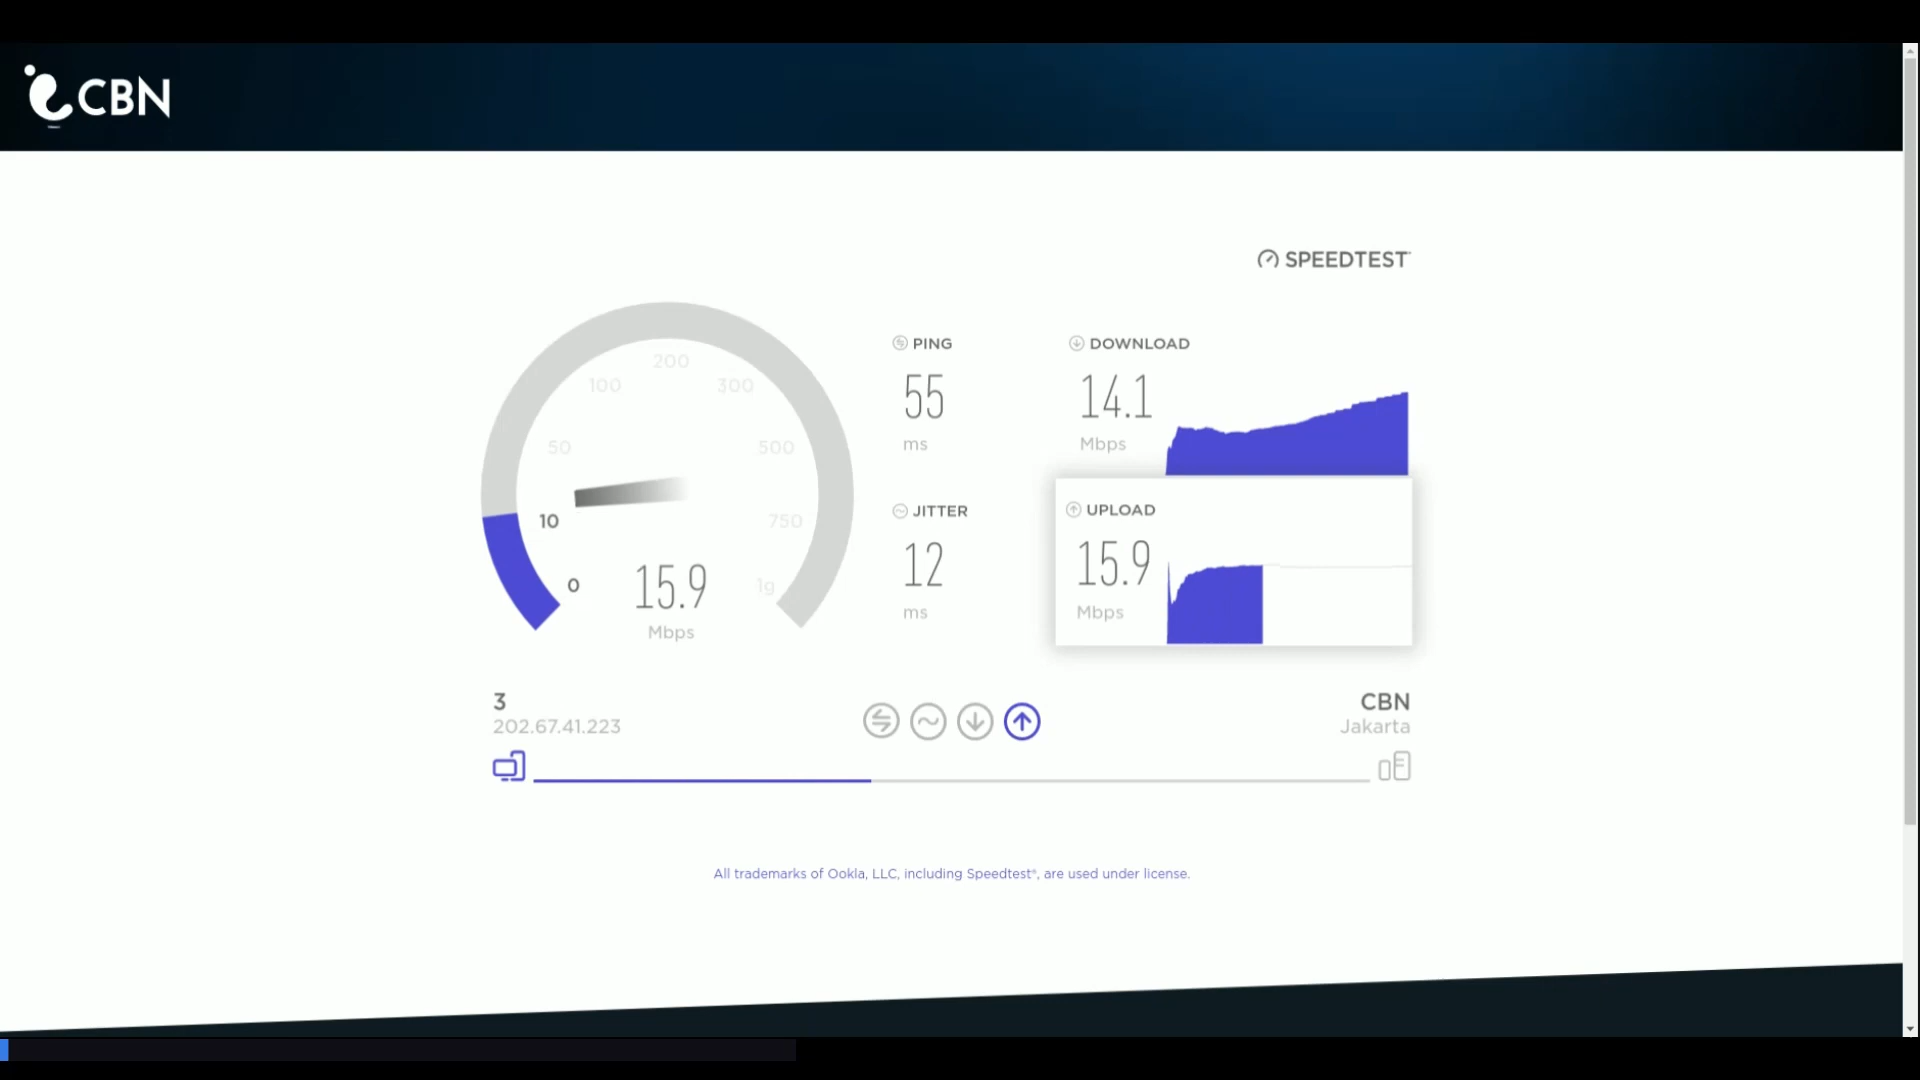 CBN
SPEEDTEST
PING
55
ms
DOWNLOAD
14.1
Mbps
JITTER
12
ms
UPLOAD
15.9
Mbps
0
10
50
100
200
300
500
750
1g
15.9
Mbps
3
202.67.41.223
CBN
Jakarta
All trademarks of Ookla, LLC, including Speedtest®, are used under license.